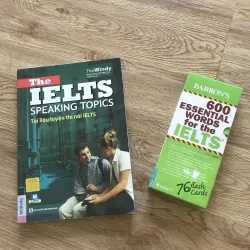 TheWindy
The
IELTS
SPEAKING TOPICS
Tài liệu luyện thi nói IELTS
BARRON'S
600
ESSENTIAL
WORDS
for the
IELTS
76 flash
Cards